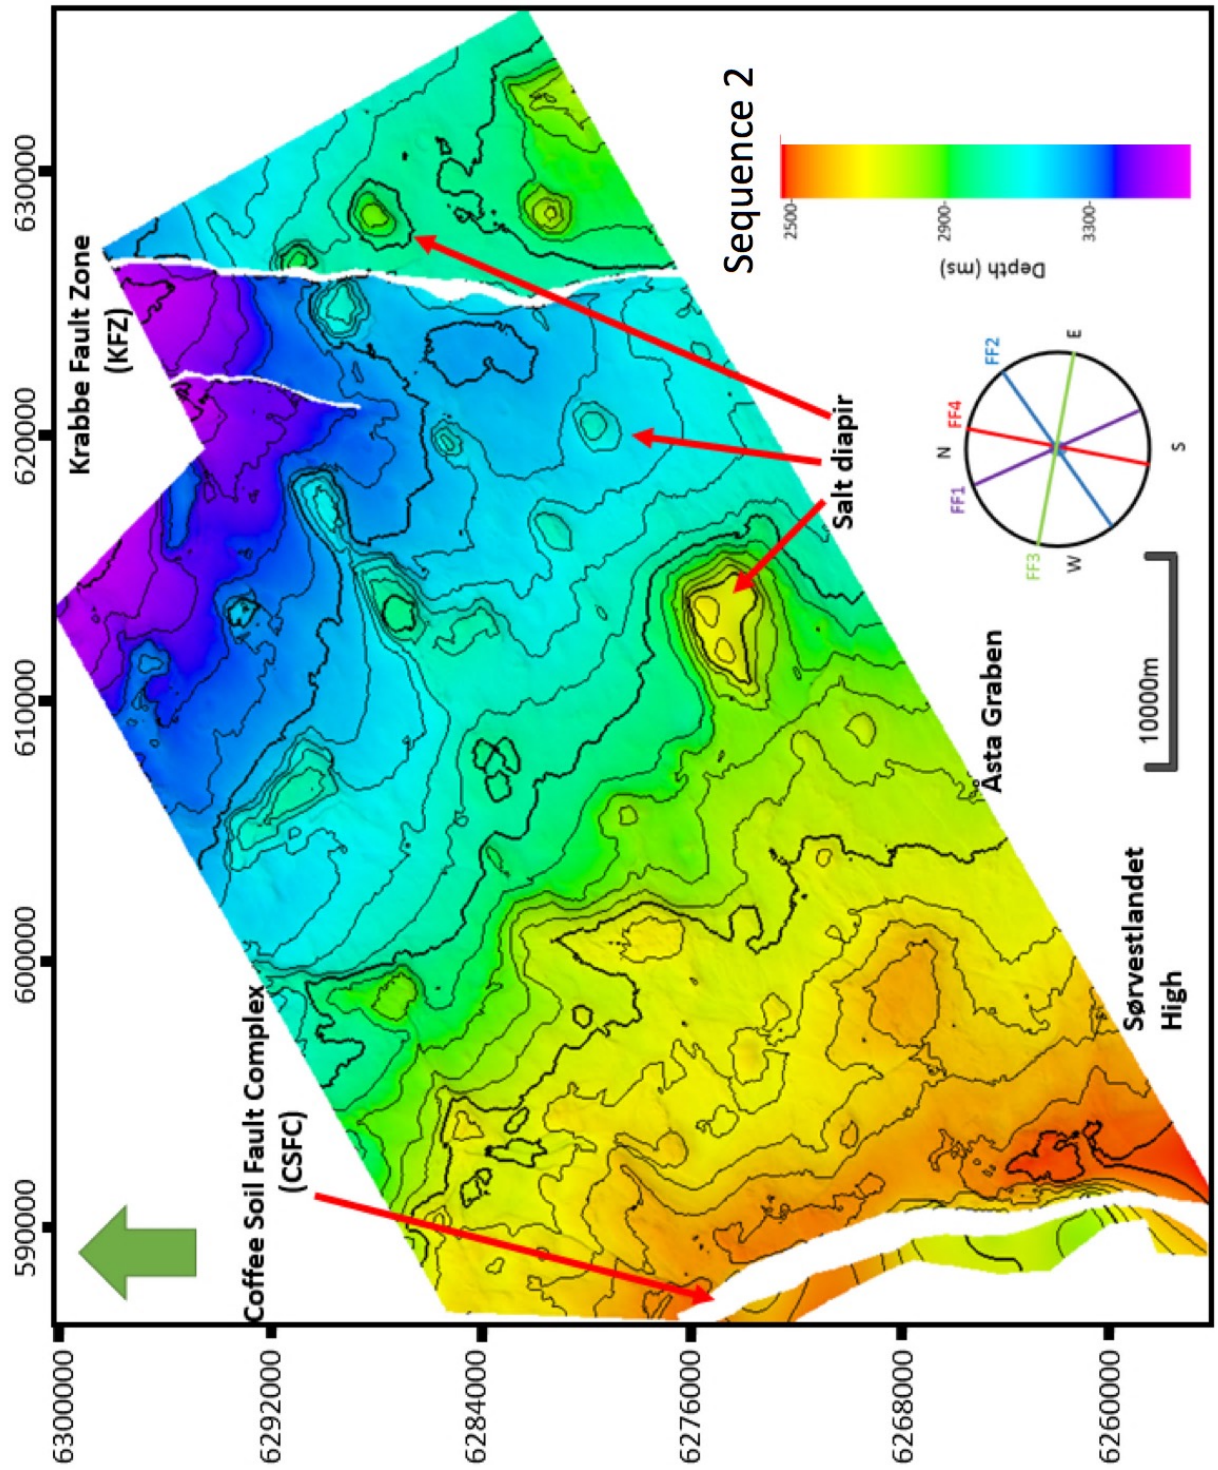 590000
600000
610000
620000
630000
6300000
6292000
6284000
6276000
6268000
6260000
Krabbe Fault Zone
(KFZ)
Coffee Soil Fault Complex
(CSFC)
Salt diapir
Åsta Graben
Sørvestlandet
High
Sequence 2
2500
2900
3300
Depth (ms)
N
E
S
W
FF1
FF2
FF3
FF4
10000m